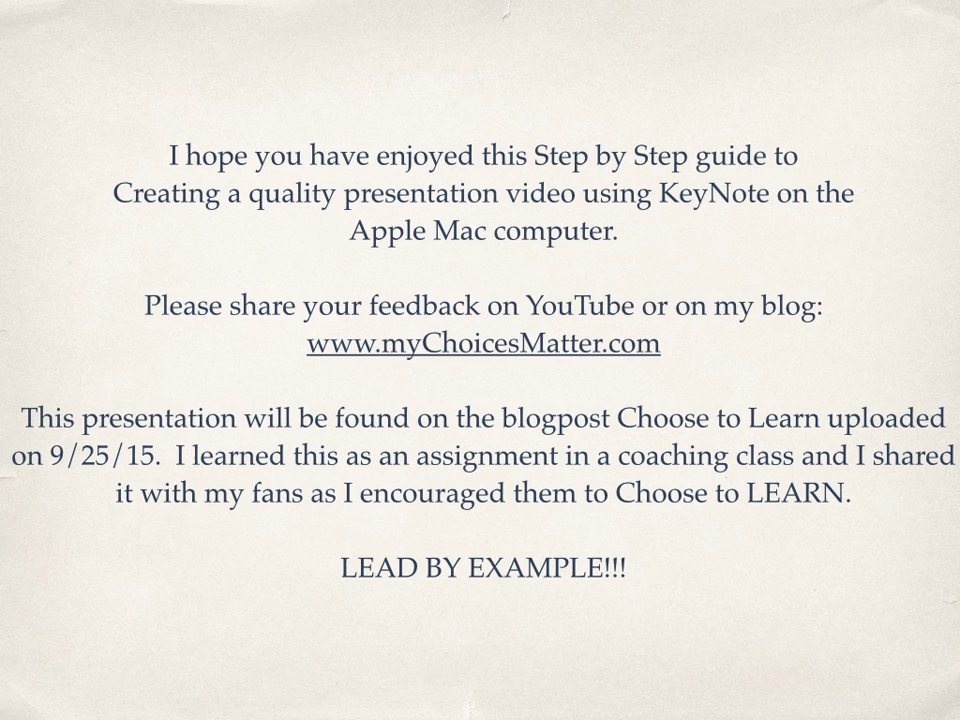 I hope you have enjoyed this Step by Step guide to
Creating a quality presentation video using KeyNote on the
Apple Mac computer.
Please share your feedback on YouTube or on my blog:
www.myChoicesMatter.com
This presentation will be found on the blogpost Choose to Learn uploaded
on 9/25/15.  I learned this as an assignment in a coaching class and I shared
it with my fans as I encouraged them to Choose to LEARN.
LEAD BY EXAMPLE!!!